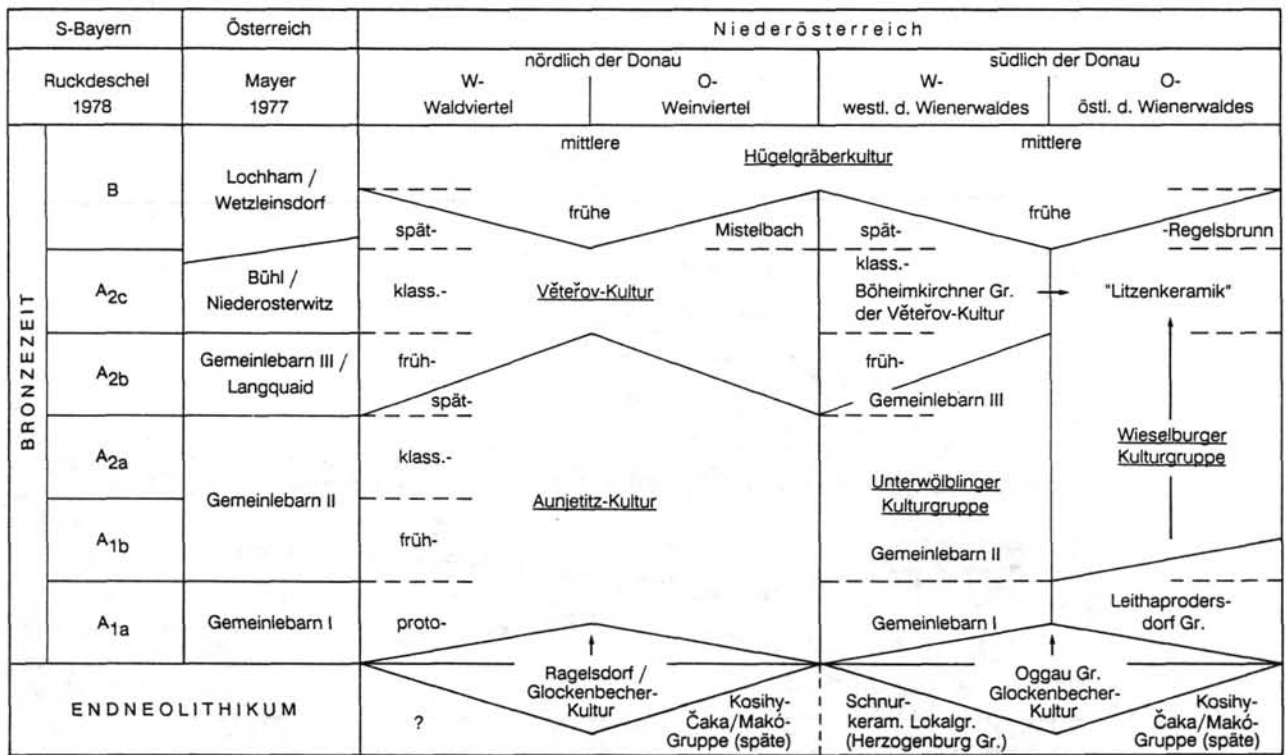 S-Bayern
Österreich
Niederösterreich
Ruckdeschel
1978
Mayer
1977
nördlich der Donau
W-
Waldviertel
O-
Weinviertel
südlich der Donau
W-
westl. d. Wienerwaldes
O-
östl. d. Wienerwaldes
BRONZEZEIT
mittlere
Hügelgräberkultur
mittlere
B
Lochham /
Wetzleinsdorf
spät-
frühe
Mistelbach
spät-
frühe
-Regelsbrunn
A2c
Bühl /
Niederosterwitz
klass.-
Věteřov-Kultur
klass.-
Böheimkirchner Gr.
der Věteřov-Kultur
"Litzenkeramik"
A2b
Gemeinlebarn III /
Langquaid
früh-
spät-
früh-
Gemeinlebarn III
A2a
klass.-
Wieselburger
Kulturgruppe
Gemeinlebarn II
Aunjetitz-Kultur
Unterwölblinger
Kulturgruppe
A1b
früh-
Gemeinlebarn II
A1a
Gemeinlebarn I
proto-
Gemeinlebarn I
Leithaproders-
dorf Gr.
ENDNEOLITHIKUM
?
Ragelsdorf /
Glockenbecher-
Kultur
Kosihy-
Čaka/Makó-
Gruppe (späte)
Schnur-
keram. Lokalgr.
(Herzogenburg Gr.)
Oggau Gr.
Glockenbecher-
Kultur
Kosihy-
Čaka/Makó-
Gruppe (späte)